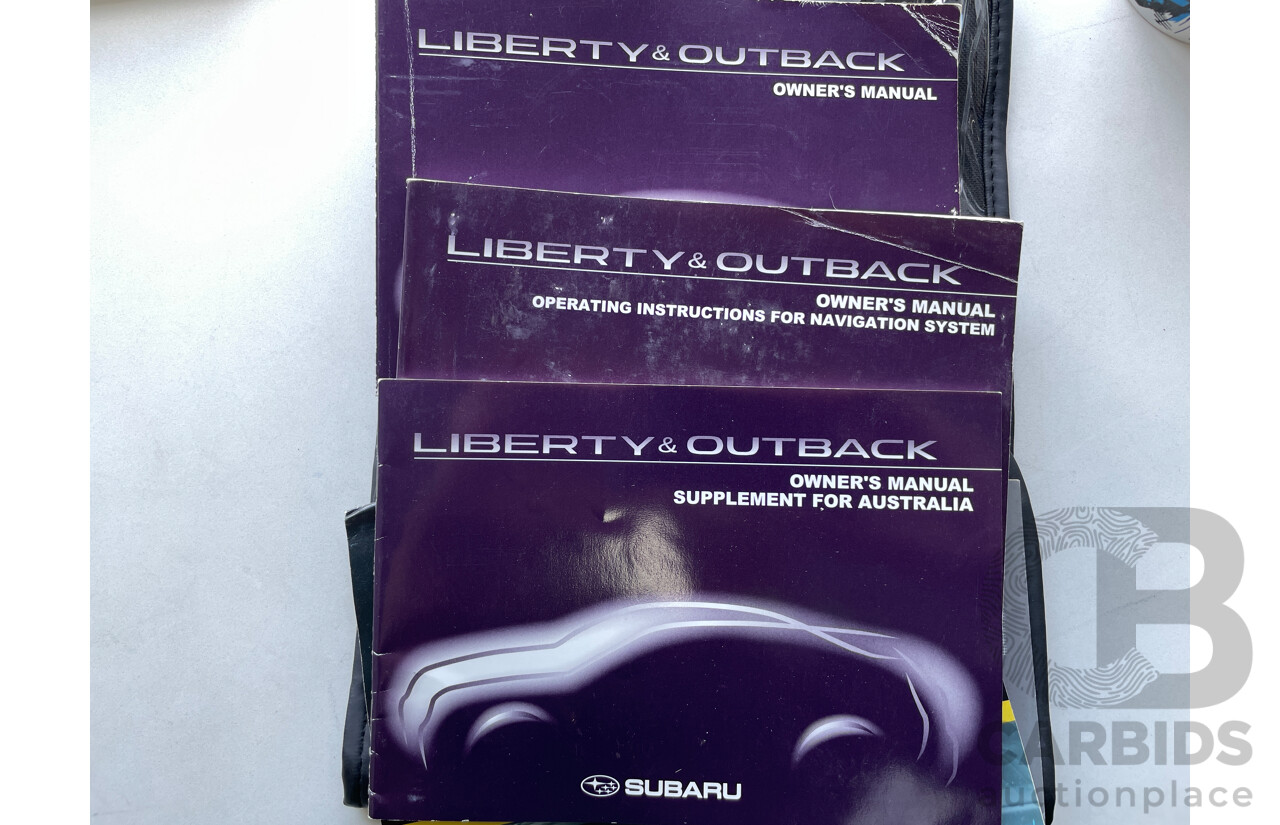 LIBERTY & OUTBACK
OWNER'S MANUAL
LIBERTY & OUTBACK
OWNER'S MANUAL
OPERATING INSTRUCTIONS FOR NAVIGATION SYSTEM
LIBERTY & OUTBACK
OWNER'S MANUAL
SUPPLEMENT FOR AUSTRALIA
SUBARU
CB
CARBIDS
auctionplace